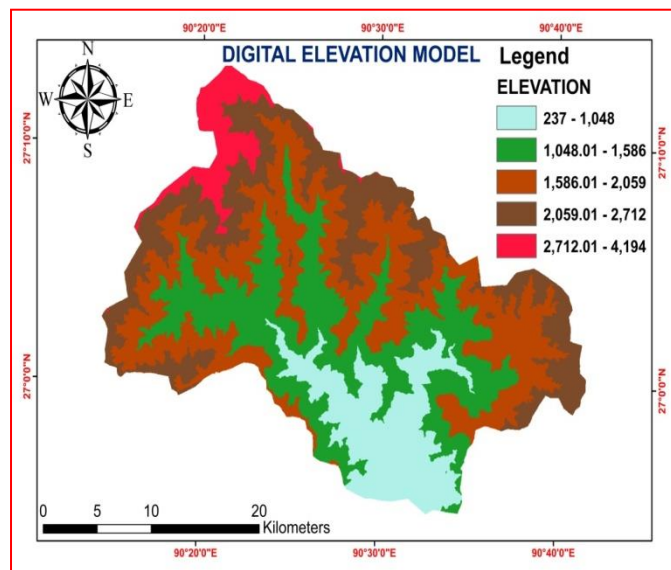 90°20'0"E 90°30'0"E 90°40'0"E
DIGITAL ELEVATION MODEL
N
W E
S
Legend
ELEVATION
237 - 1,048
1,048.01 - 1,586
1,586.01 - 2,059
2,059.01 - 2,712
2,712.01 - 4,194
27°10'0"N
27°10'0"N
27°0'0"N
27°0'0"N
0 5 10 20
Kilometers
90°20'0"E 90°30'0"E 90°40'0"E